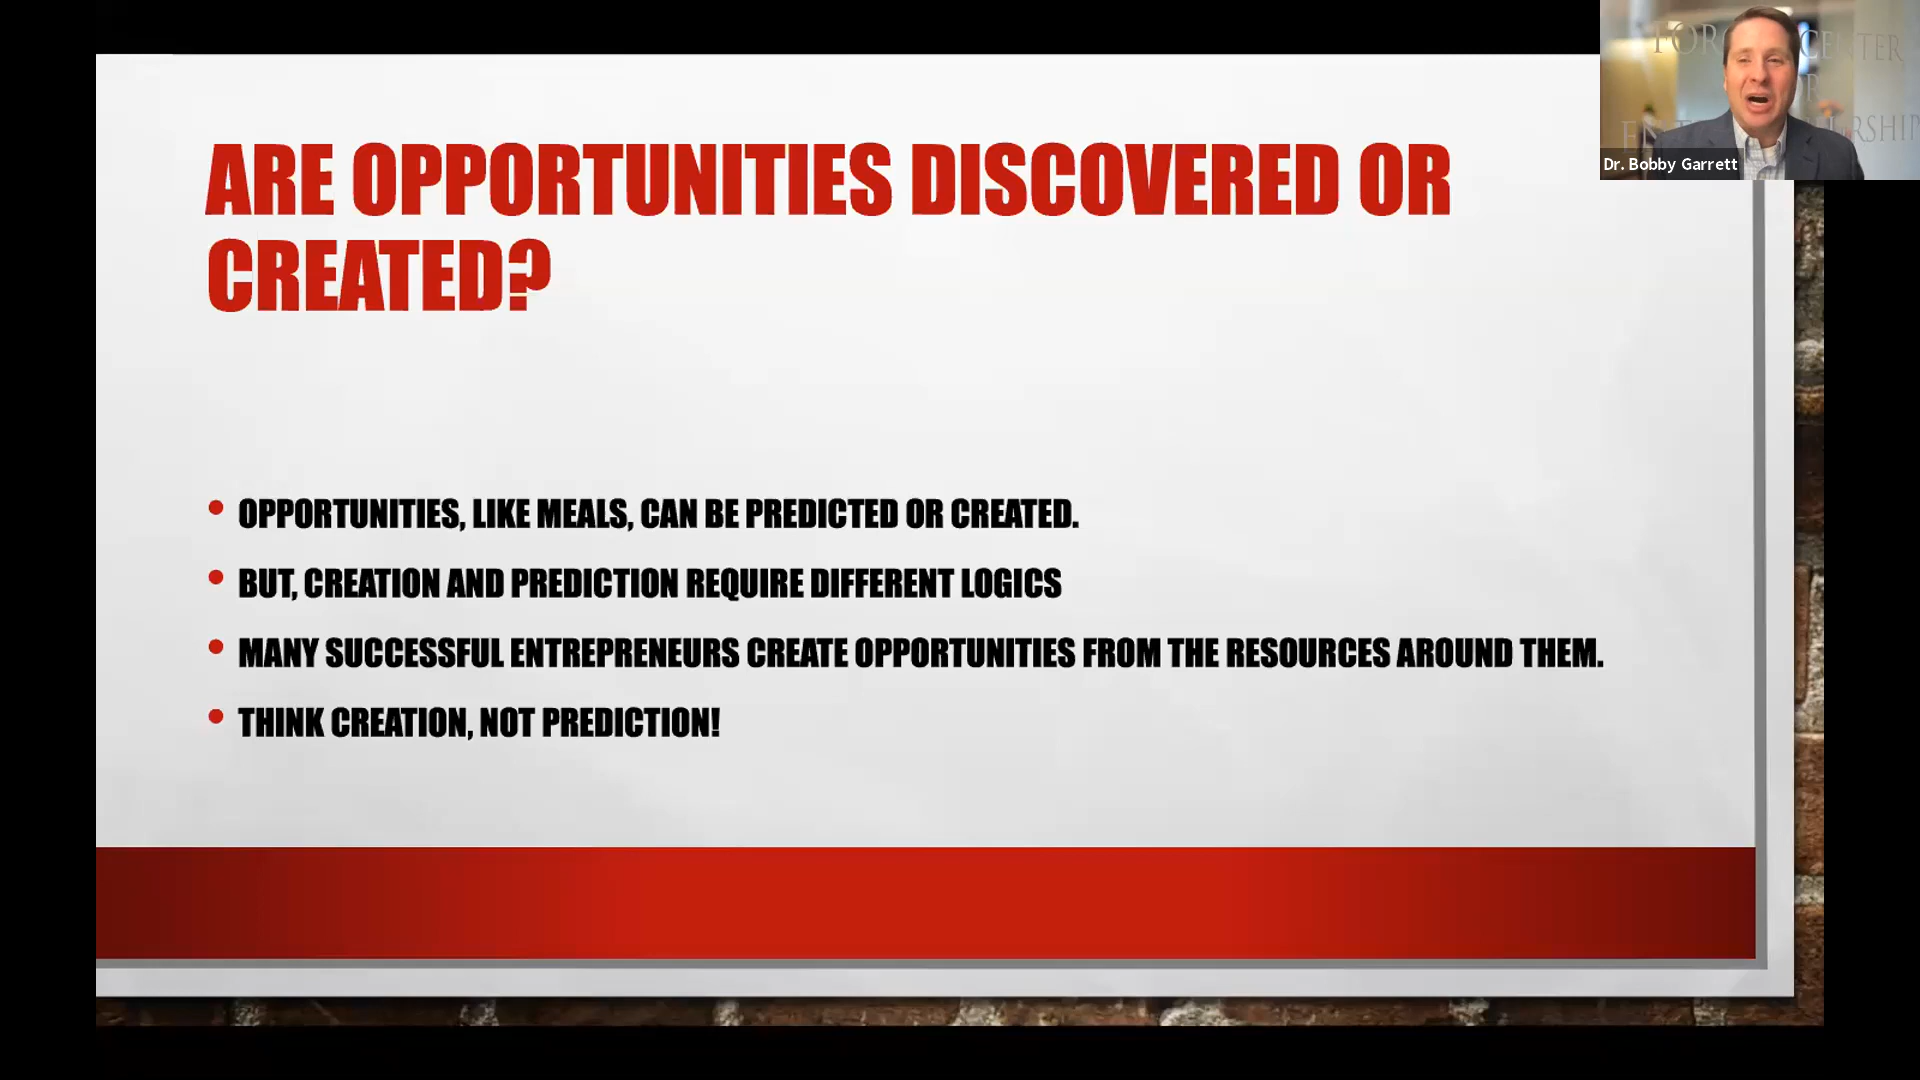 ARE OPPORTUNITIES DISCOVERED OR
CREATED?
• OPPORTUNITIES, LIKE MEALS, CAN BE PREDICTED OR CREATED.
• BUT, CREATION AND PREDICTION REQUIRE DIFFERENT LOGICS
• MANY SUCCESSFUL ENTREPRENEURS CREATE OPPORTUNITIES FROM THE RESOURCES AROUND THEM.
• THINK CREATION, NOT PREDICTION!
CENTER
Dr. Bobby Garrett